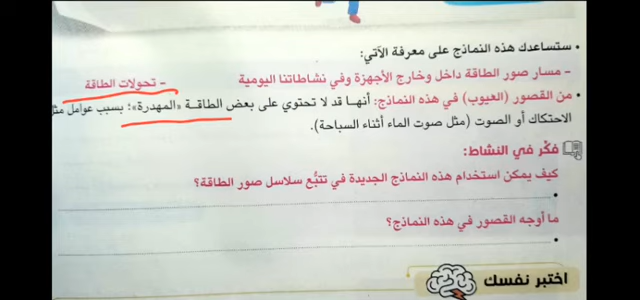 • ستساعدك هذه النماذج على معرفة الآتي:
– مسار صور الطاقة داخل وخارج الأجهزة وفي نشاطاتنا اليومية – تحولات الطاقة
• من القصور (العيوب) في هذه النماذج: أنهـا قد لا تحتوي على بعض الطاقـة «المهدرة»؛ بسبب عوامل مثل
الاحتكاك أو الصوت (مثل صوت الماء أثناء السباحة).
فكّر في النشاط:
كيف يمكن استخدام هذه النماذج الجديدة في تتبُّع سلاسل صور الطاقة؟
•
ما أوجه القصور في هذه النماذج؟
•
اختبر نفسك